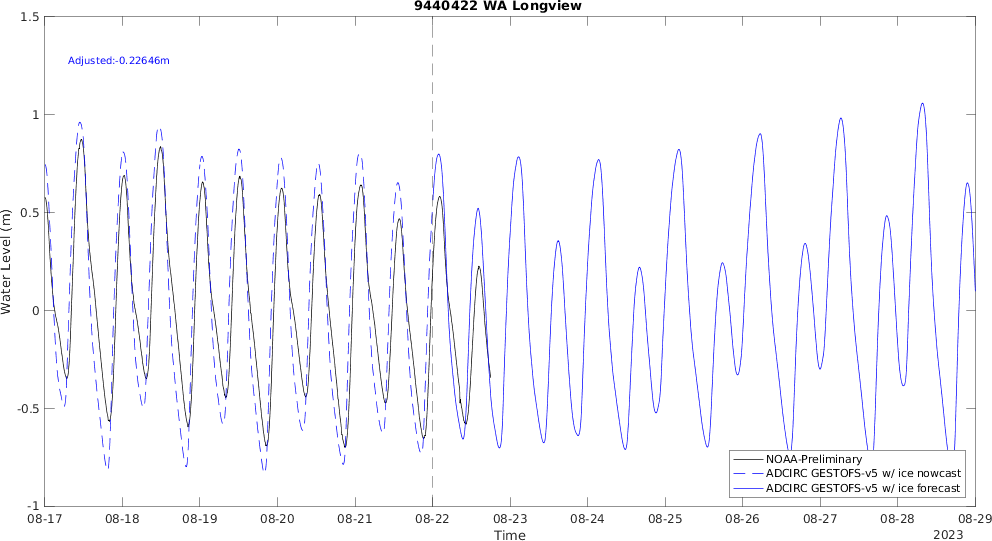 9440422 WA Longview
Adjusted:-0.22646m
Water Level (m)
1.5
1
0.5
0
-0.5
-1
08-17 08-18 08-19 08-20 08-21 08-22 08-23 08-24 08-25 08-26 08-27 08-28 08-29
Time
2023
NOAA-Preliminary
ADCIRC GESTOFS-v5 w/ ice nowcast
ADCIRC GESTOFS-v5 w/ ice forecast